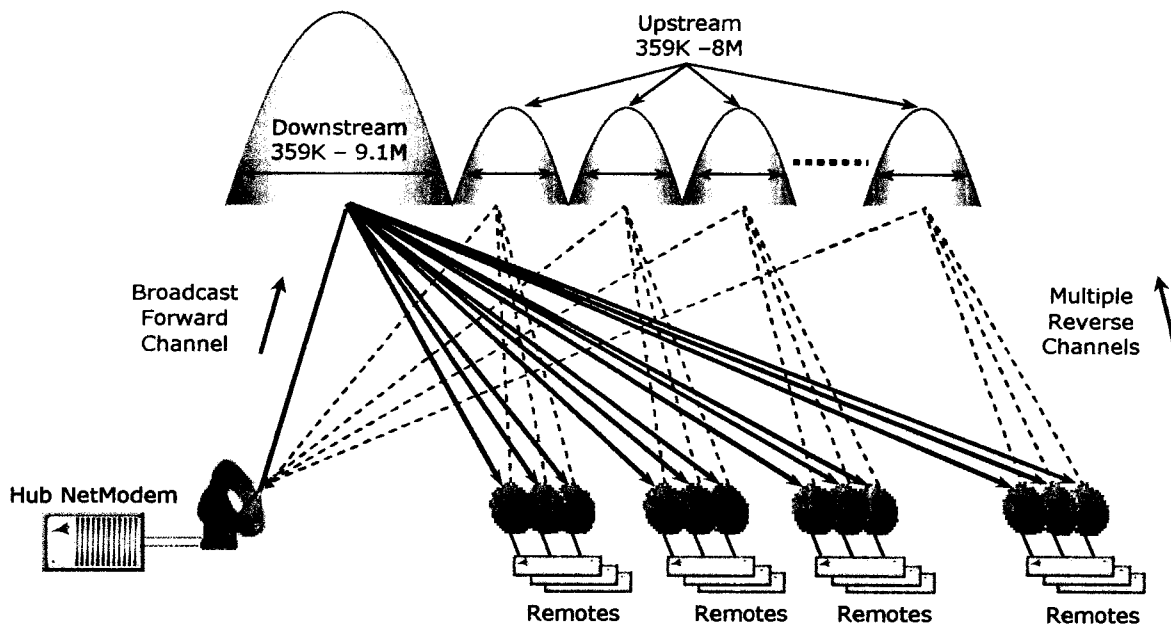 Upstream
359K –8M
Downstream
359K – 9.1M
Broadcast
Forward
Channel
Multiple
Reverse
Channels
Hub NetModem
Remotes
Remotes
Remotes
Remotes